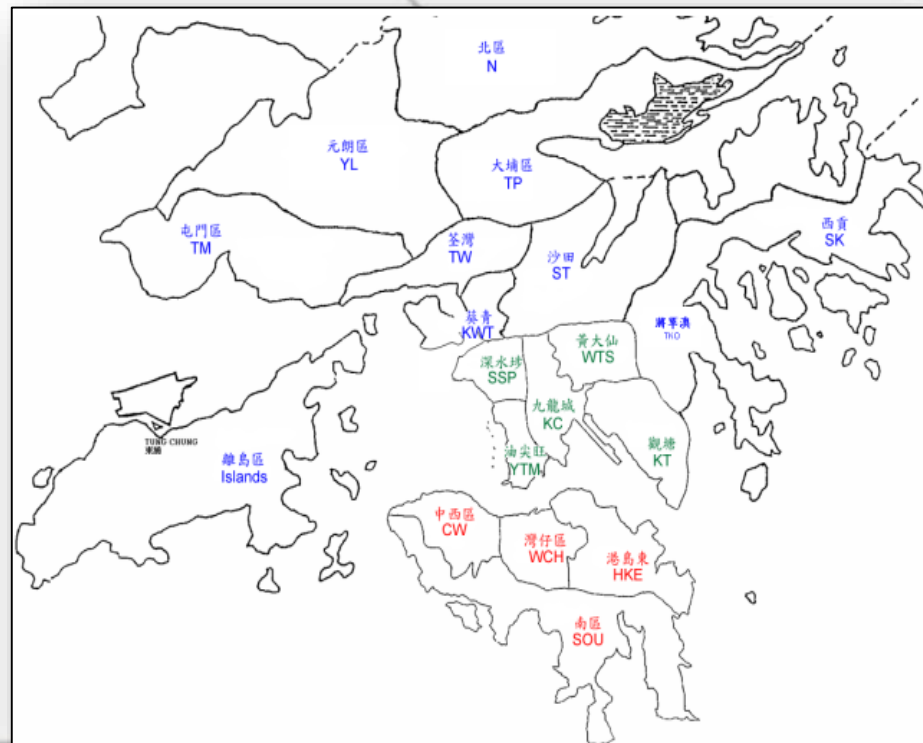 北區
N
元朗區
YL
大埔區
TP
屯門區
TM
荃灣
TW
沙田
ST
西貢
SK
葵青
KWT
將軍澳
TKO
黃大仙
WTS
深水埗
SSP
九龍城
KC
觀塘
KT
油尖旺
YTM
TUNG CHUNG
東涌
離島區
Islands
中西區
CW
灣仔區
WCH
港島東
HKE
南區
SOU